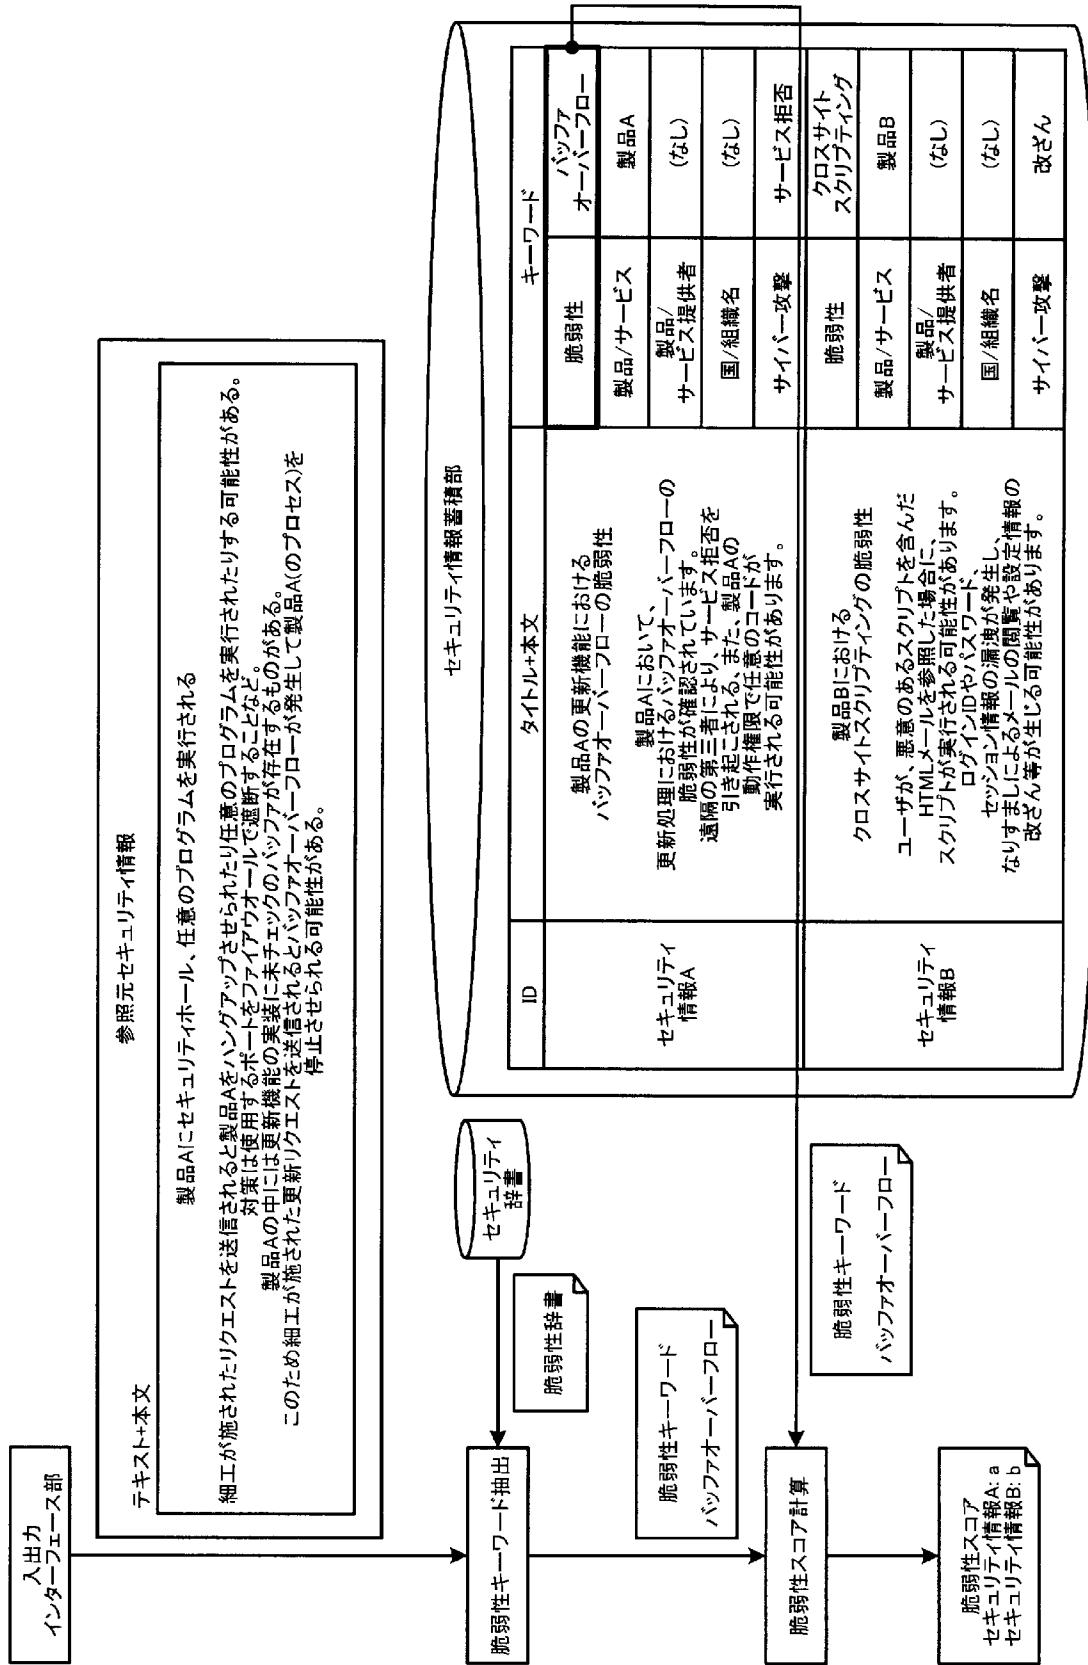 入出力
インターフェース部
参照元セキュリティ情報
テキスト+本文
製品Aにセキュリティホール、任意のプログラムを実行される
細工が施されたリクエストを送信されると製品Aをハングアップさせられたり任意のプログラムを実行されたりする可能性がある。
対策は使用するポートをファイアウオールで遮断することなど。
製品Aの中には更新機能の実装に未チェックのバッファが存在するものがある。
このため細工が施された更新リクエストを送信されるとバッファオーバーフローが発生して製品A(のプロセス)を
停止させられる可能性がある。
脆弱性キーワード抽出
セキュリティ
辞書
脆弱性辞書
脆弱性キーワード
バッファオーバーフロー
脆弱性スコア計算
脆弱性キーワード
バッファオーバーフロー
脆弱性スコア
セキュリティ情報A: a
セキュリティ情報B: b
セキュリティ情報蓄積部
ID
タイトル+本文
キーワード
セキュリティ
情報A
製品Aの更新機能における
バッファオーバーフローの脆弱性
製品Aにおいて、
更新処理におけるバッファオーバーフローの
脆弱性が確認されています。
遠隔の第三者により、サービス拒否を
引き起こされる、また、製品Aの
動作権限で任意のコードが
実行される可能性があります。
脆弱性
バッファ
オーバーフロー
製品/サービス
製品A
製品/
サービス提供者
(なし)
国/組織名
(なし)
サイバー攻撃
サービス拒否
セキュリティ
情報B
製品Bにおける
クロスサイトスクリプティングの脆弱性
ユーザが、悪意のあるスクリプトを含んだ
HTMLメールを参照した場合に、
スクリプトが実行される可能性があります。
ログインIDやパスワード、
セッション情報の漏洩が発生し、
なりすましによるメールの閲覧や設定情報の
改ざん等が生じる可能性があります。
脆弱性
クロスサイト
スクリプティング
製品/サービス
製品B
製品/
サービス提供者
(なし)
国/組織名
(なし)
サイバー攻撃
改ざん